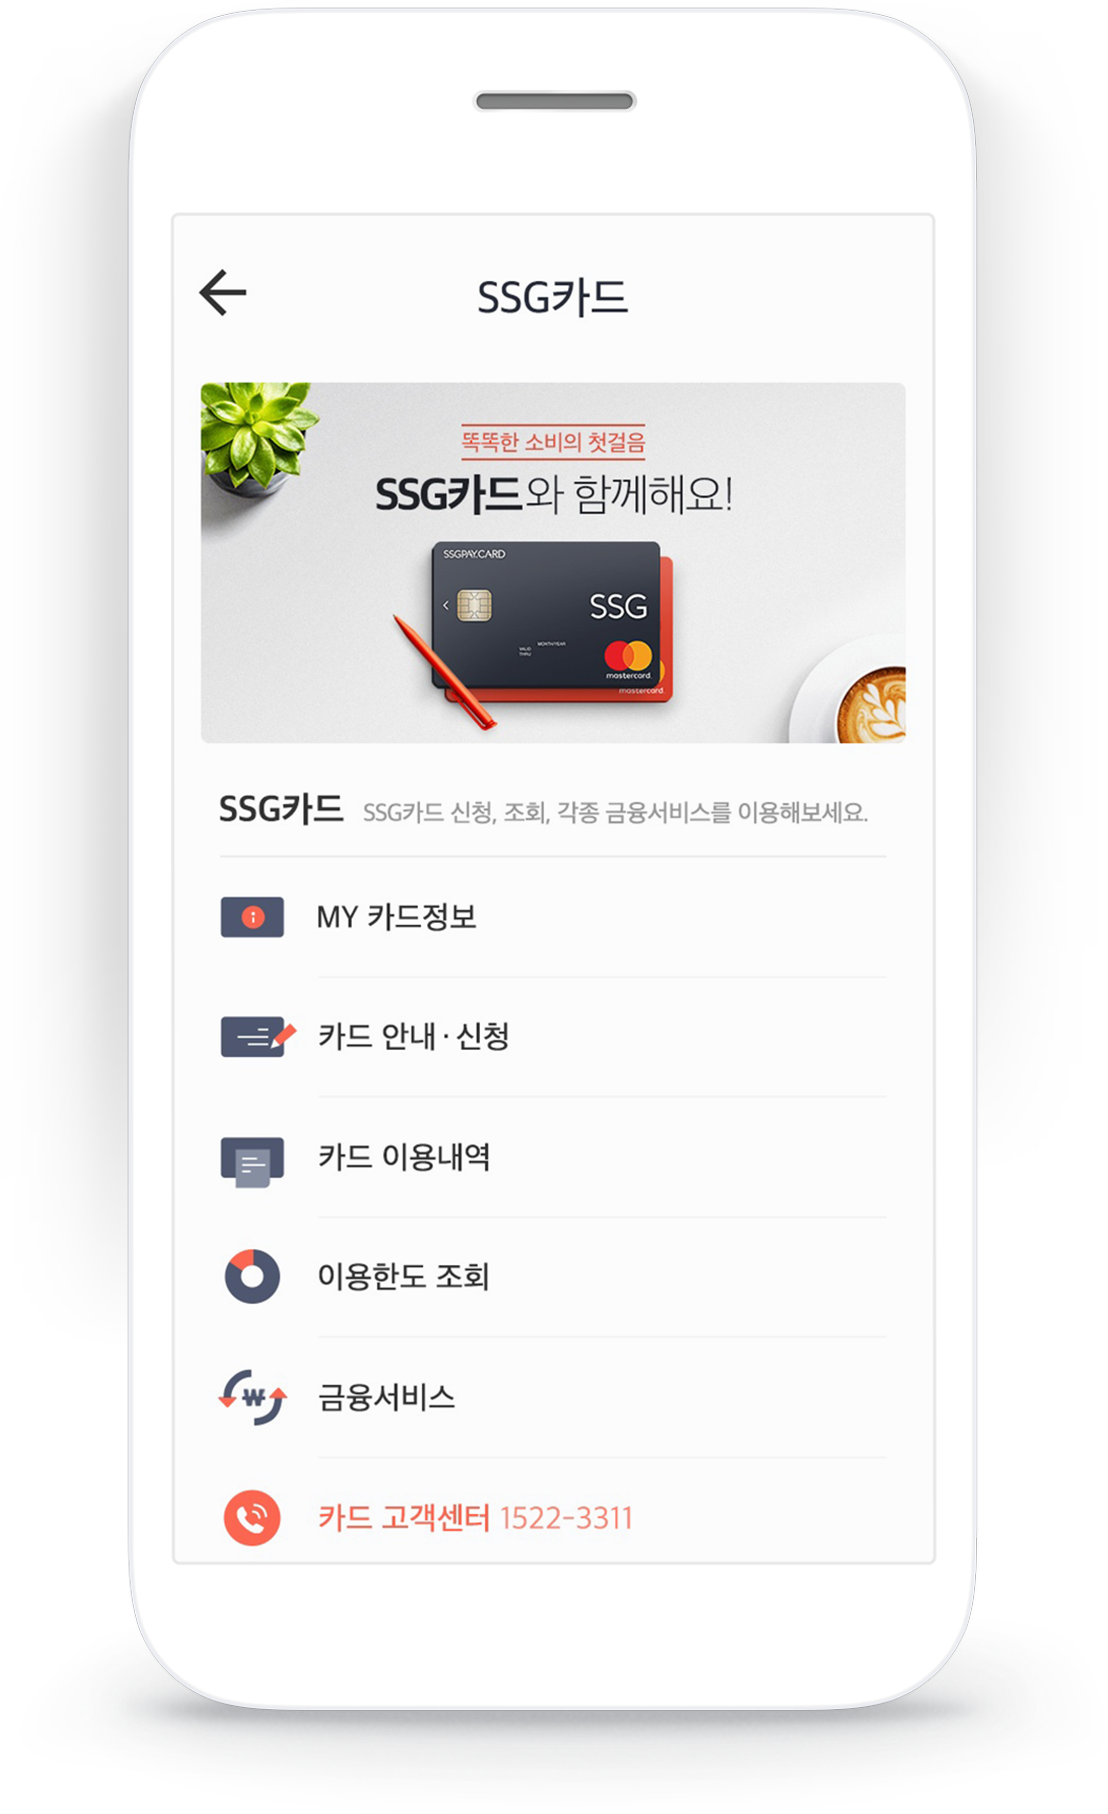 SSG카드
똑똑한 소비의 첫걸음
SSG카드와 함께해요!
SSGPAY.CARD
SSG
VALID THRU
MONTH/YEAR
mastercard.
mastercard.
SSG카드 SSG카드 신청, 조회, 각종 금융서비스를 이용해보세요.
MY 카드정보
카드 안내·신청
카드 이용내역
이용한도 조회
₩ 금융서비스
카드 고객센터 1522-3311